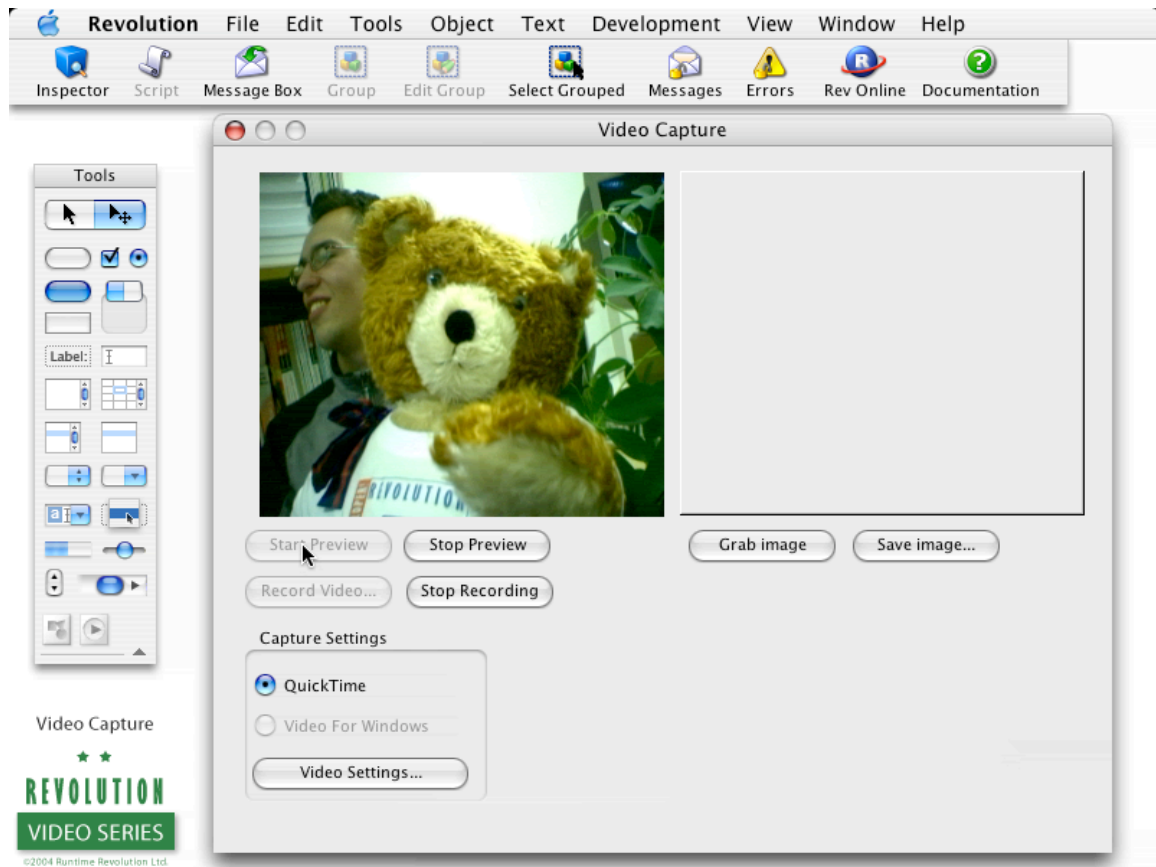 Revolution File Edit Tools Object Text Development View Window Help
Inspector Script Message Box Group Edit Group Select Grouped Messages Errors Rev Online Documentation
Video Capture
Tools
Label:
a
REVOLUTION
Start Preview Stop Preview Grab image Save image...
Record Video... Stop Recording
Capture Settings
QuickTime
Video For Windows
Video Settings...
Video Capture
REVOLUTION
VIDEO SERIES
©2004 Runtime Revolution Ltd.